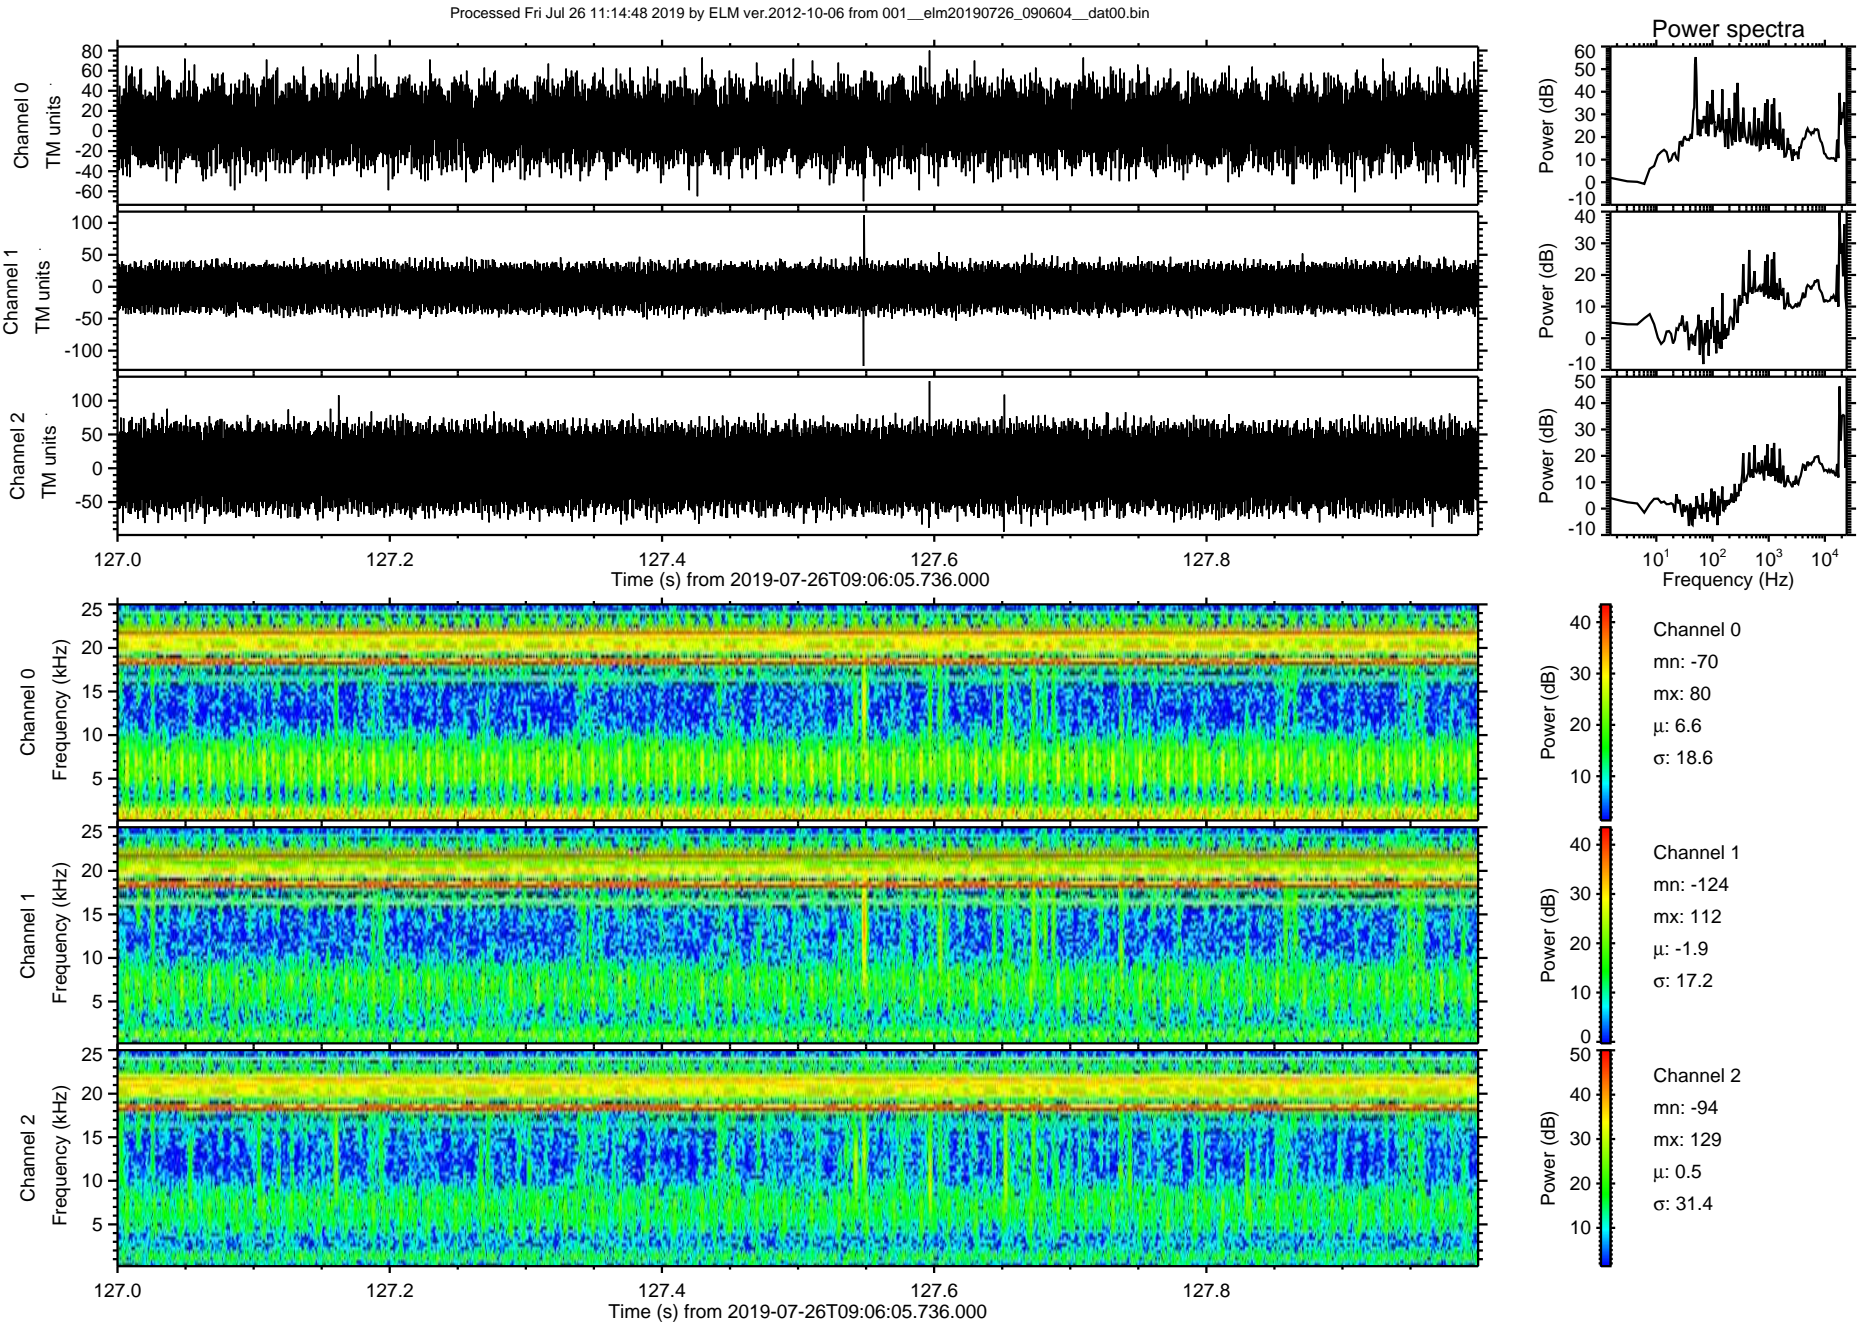 Processed Fri Jul 26 11:14:48 2019 by ELM ver.2012-10-06 from 001__elm20190726_090604__dat00.bin
Power spectra
Channel 0
TM units
80
60
40
20
0
-20
-40
-60
Power (dB)
60
50
40
30
20
10
0
-10
Channel 1
TM units
100
50
0
-50
-100
Power (dB)
40
30
20
10
0
-10
Channel 2
TM units
100
50
0
-50
Power (dB)
50
40
30
20
10
0
-10
127.0 127.2 127.4 127.6 127.8
Time (s) from 2019-07-26T09:06:05.736.000
10^1 10^2 10^3 10^4
Frequency (Hz)
Channel 0
Frequency (kHz)
25
20
15
10
5
Power (dB)
40
30
20
10
Channel 0
mn: -70
mx: 80
μ: 6.6
σ: 18.6
Channel 1
Frequency (kHz)
25
20
15
10
5
Power (dB)
40
30
20
10
0
Channel 1
mn: -124
mx: 112
μ: -1.9
σ: 17.2
Channel 2
Frequency (kHz)
25
20
15
10
5
Power (dB)
50
40
30
20
10
Channel 2
mn: -94
mx: 129
μ: 0.5
σ: 31.4
127.0 127.2 127.4 127.6 127.8
Time (s) from 2019-07-26T09:06:05.736.000